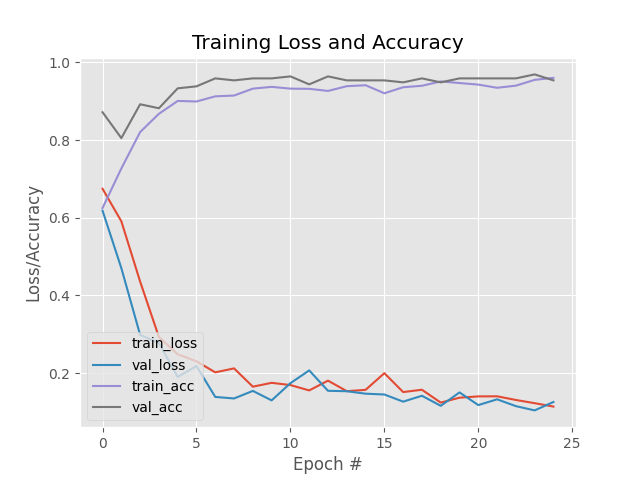 Training Loss and Accuracy
1.0
0.8
0.6
0.4
0.2
Loss/Accuracy
train_loss
val_loss
train_acc
val_acc
0 5 10 15 20 25
Epoch #